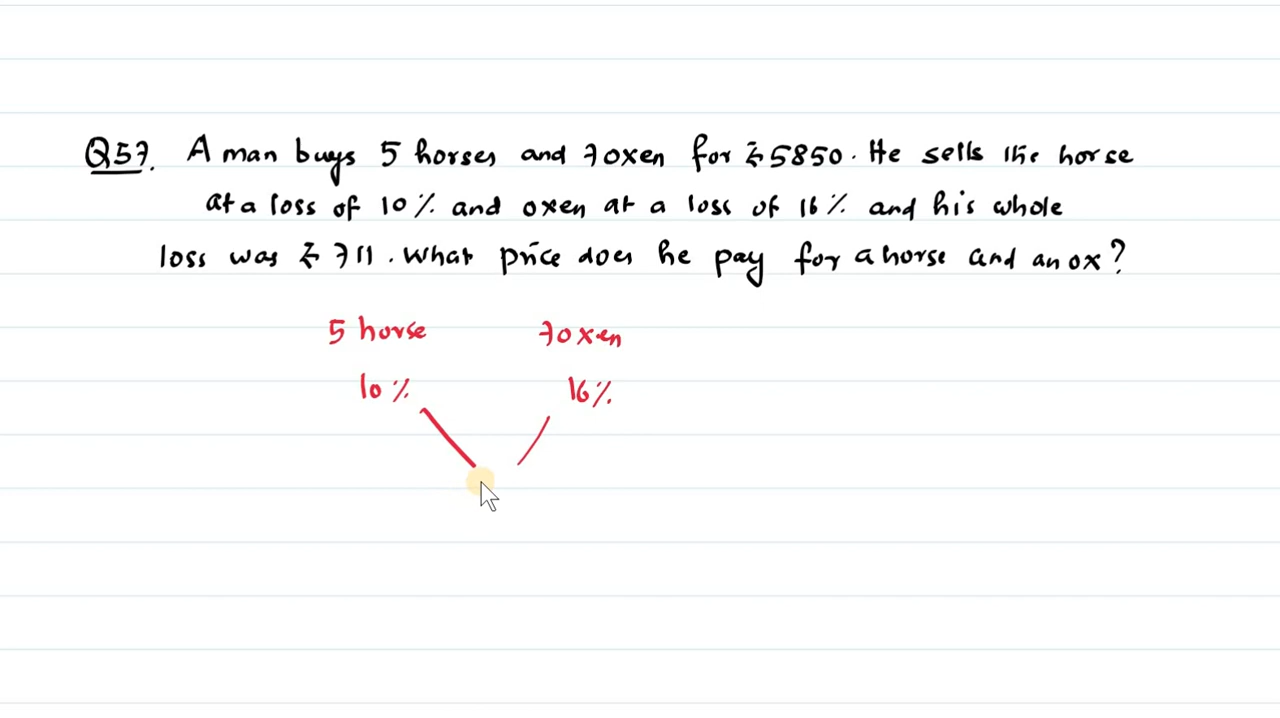 Q57. A man buys 5 horses and 7 oxen for ₹5850. He sells the horse
at a loss of 10% and oxen at a loss of 16% and his whole
loss was ₹ 711. What price does he pay for a horse and an ox?
5 horse 7 oxen
10% 16%